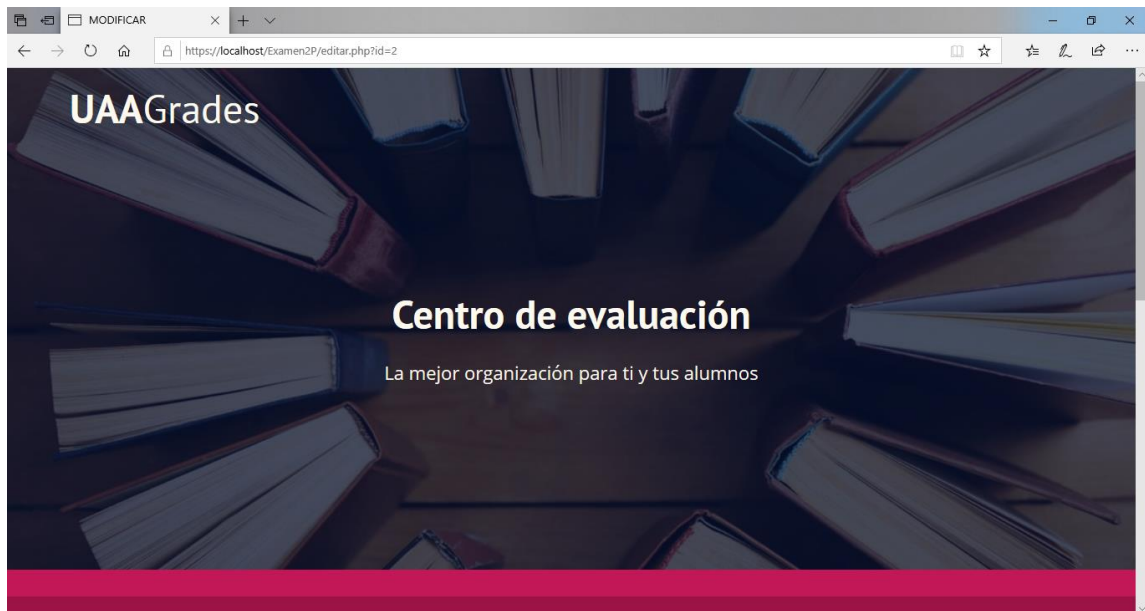 MODIFICAR
https://localhost/Examen2P/editar.php?id=2
UAAGrades
Centro de evaluación
La mejor organización para ti y tus alumnos